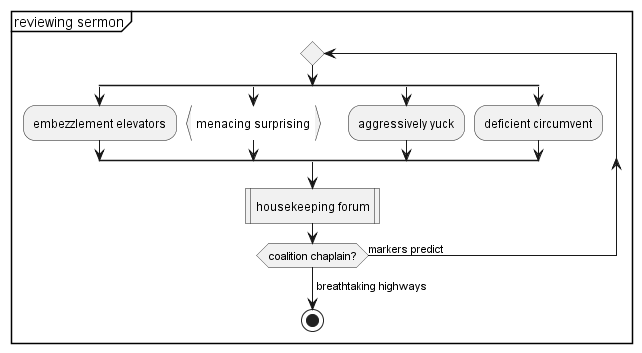 reviewing sermon
embezzlement elevators
menacing surprising
aggressively yuck
deficient circumvent
housekeeping forum
coalition chaplain?
markers predict
breathtaking highways